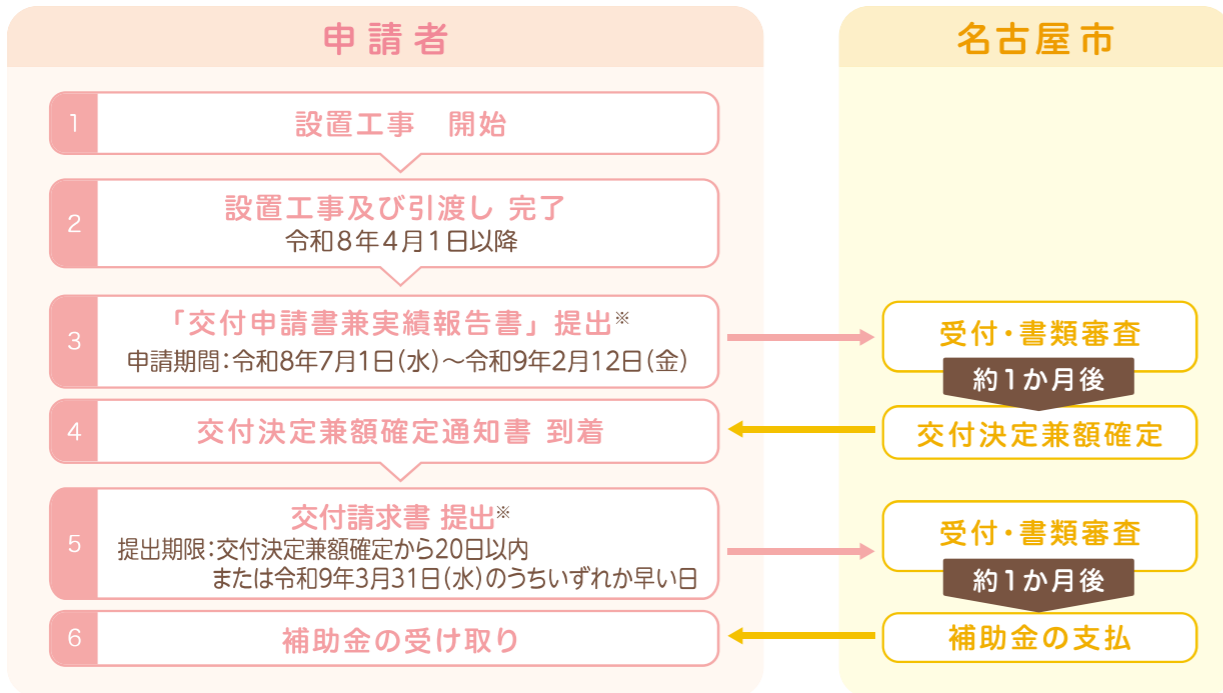 申請者
名古屋市
1 設置工事　開始
2 設置工事及び引渡し 完了
令和8年4月1日以降
3 「交付申請書兼実績報告書」提出※
申請期間：令和8年7月1日(水)～令和9年2月12日(金)
受付・書類審査
約1か月後
4 交付決定兼額確定通知書 到着
交付決定兼額確定
5 交付請求書 提出※
提出期限：交付決定兼額確定から20日以内
または令和9年3月31日(水)のうちいずれか早い日
受付・書類審査
約1か月後
6 補助金の受け取り
補助金の支払